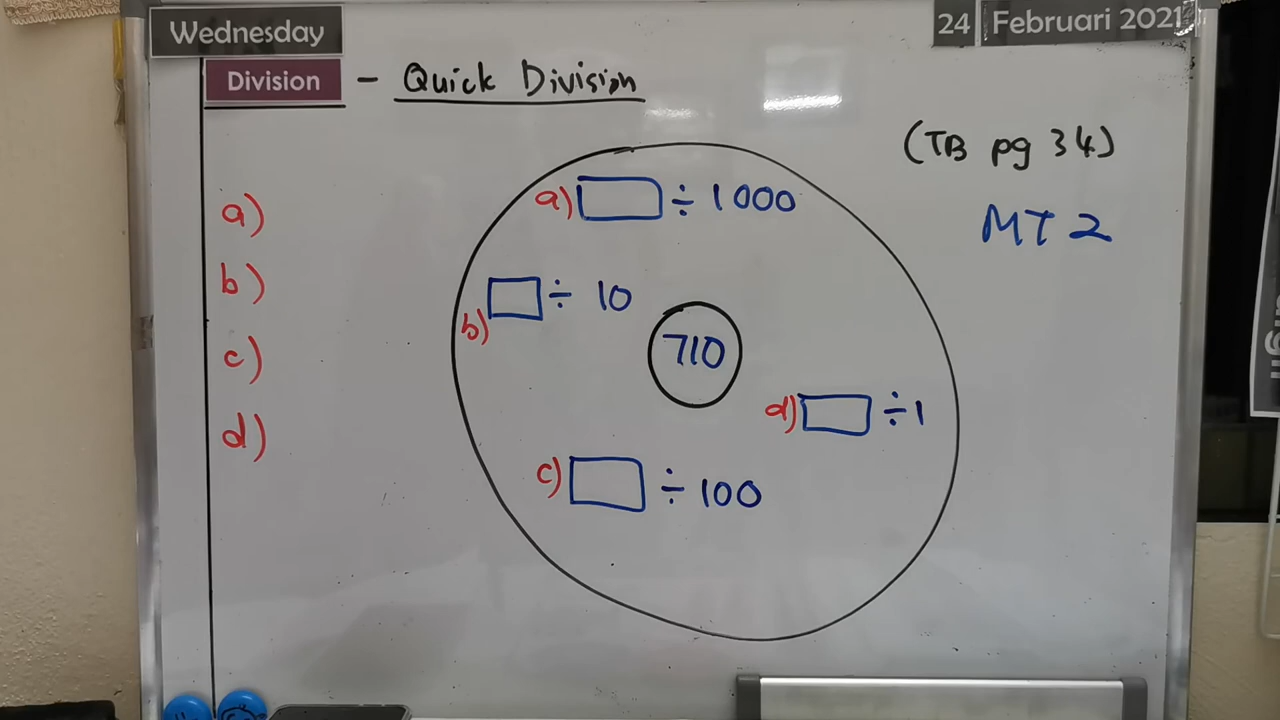 Wednesday
24 Februari 2021
Division - Quick Division
(TB pg 34)
MT 2
a)
b)
c)
d)
a) ☐ ÷ 1000
b) ☐ ÷ 10
710
d) ☐ ÷ 1
c) ☐ ÷ 100